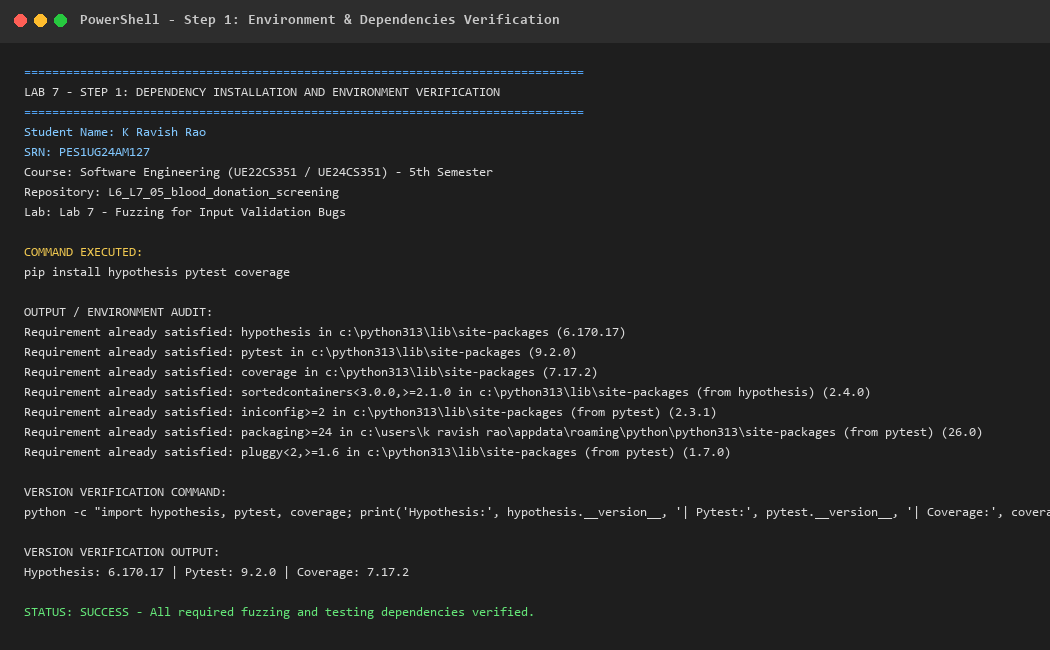 PowerShell - Step 1: Environment & Dependencies Verification
================================================================================
LAB 7 - STEP 1: DEPENDENCY INSTALLATION AND ENVIRONMENT VERIFICATION
================================================================================
Student Name: K Ravish Rao
SRN: PES1UG24AM127
Course: Software Engineering (UE22CS351 / UE24CS351) - 5th Semester
Repository: L6_L7_05_blood_donation_screening
Lab: Lab 7 - Fuzzing for Input Validation Bugs
COMMAND EXECUTED:
pip install hypothesis pytest coverage
OUTPUT / ENVIRONMENT AUDIT:
Requirement already satisfied: hypothesis in c:\python313\lib\site-packages (6.170.17)
Requirement already satisfied: pytest in c:\python313\lib\site-packages (9.2.0)
Requirement already satisfied: coverage in c:\python313\lib\site-packages (7.17.2)
Requirement already satisfied: sortedcontainers<3.0.0,>=2.1.0 in c:\python313\lib\site-packages (from hypothesis) (2.4.0)
Requirement already satisfied: iniconfig>=2 in c:\python313\lib\site-packages (from pytest) (2.3.1)
Requirement already satisfied: packaging>=24 in c:\users\k ravish rao\appdata\roaming\python\python313\site-packages (from pytest) (26.0)
Requirement already satisfied: pluggy<2,>=1.6 in c:\python313\lib\site-packages (from pytest) (1.7.0)
VERSION VERIFICATION COMMAND:
python -c "import hypothesis, pytest, coverage; print('Hypothesis:', hypothesis.__version__, '| Pytest:', pytest.__version__, '| Coverage:', covera
VERSION VERIFICATION OUTPUT:
Hypothesis: 6.170.17 | Pytest: 9.2.0 | Coverage: 7.17.2
STATUS: SUCCESS - All required fuzzing and testing dependencies verified.